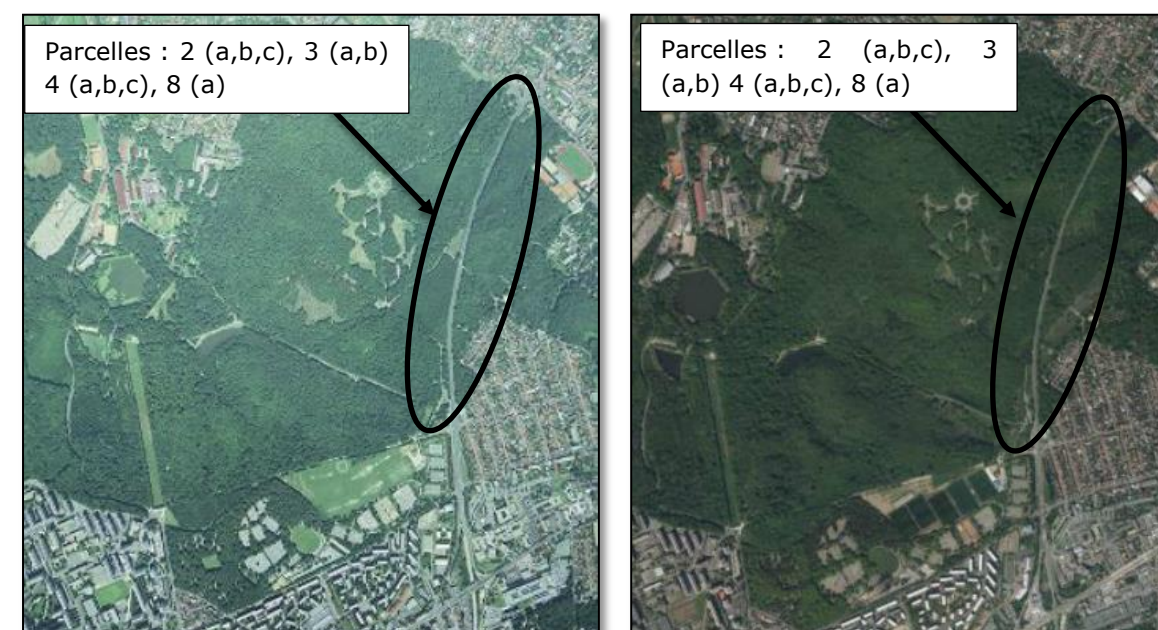 Parcelles : 2 (a,b,c), 3 (a,b)
4 (a,b,c), 8 (a)
Parcelles : 2 (a,b,c), 3
(a,b) 4 (a,b,c), 8 (a)